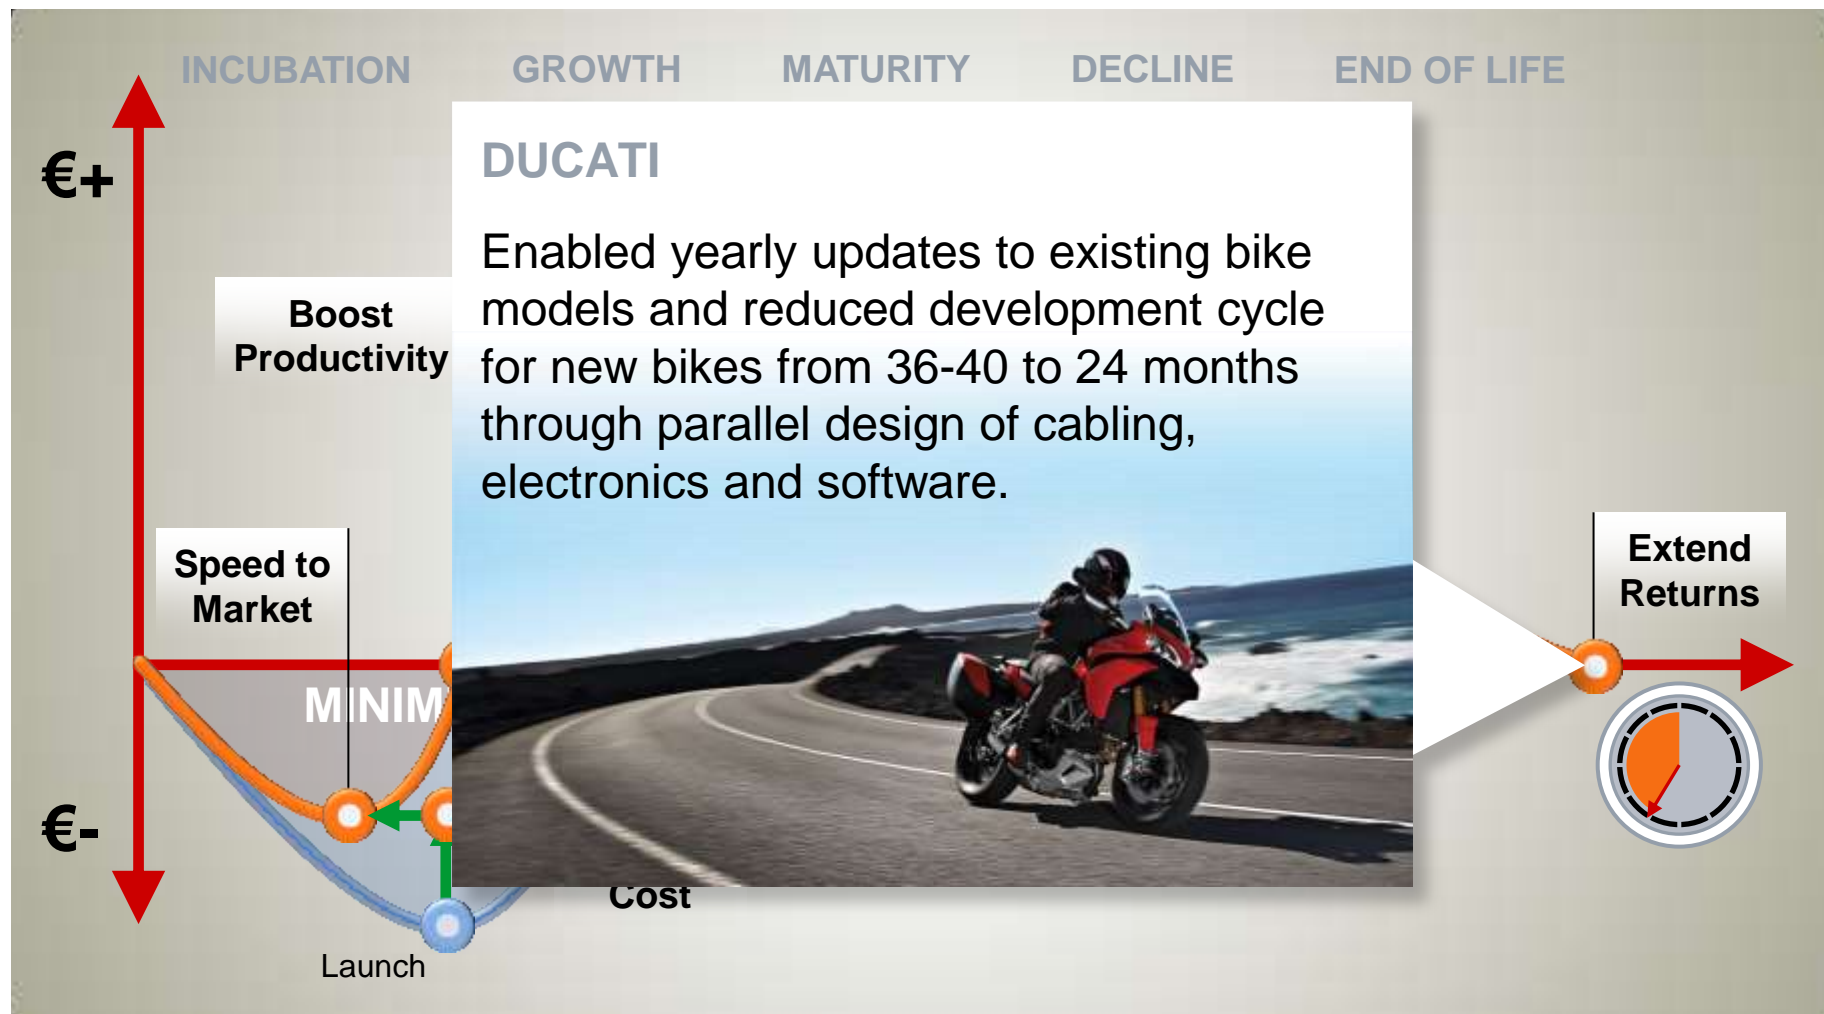 INCUBATION GROWTH MATURITY DECLINE END OF LIFE
€+
DUCATI
Enabled yearly updates to existing bike
models and reduced development cycle
for new bikes from 36-40 to 24 months
through parallel design of cabling,
electronics and software.
Boost
Productivity
Speed to
Market
Extend
Returns
MINIM
€-
Cost
Launch